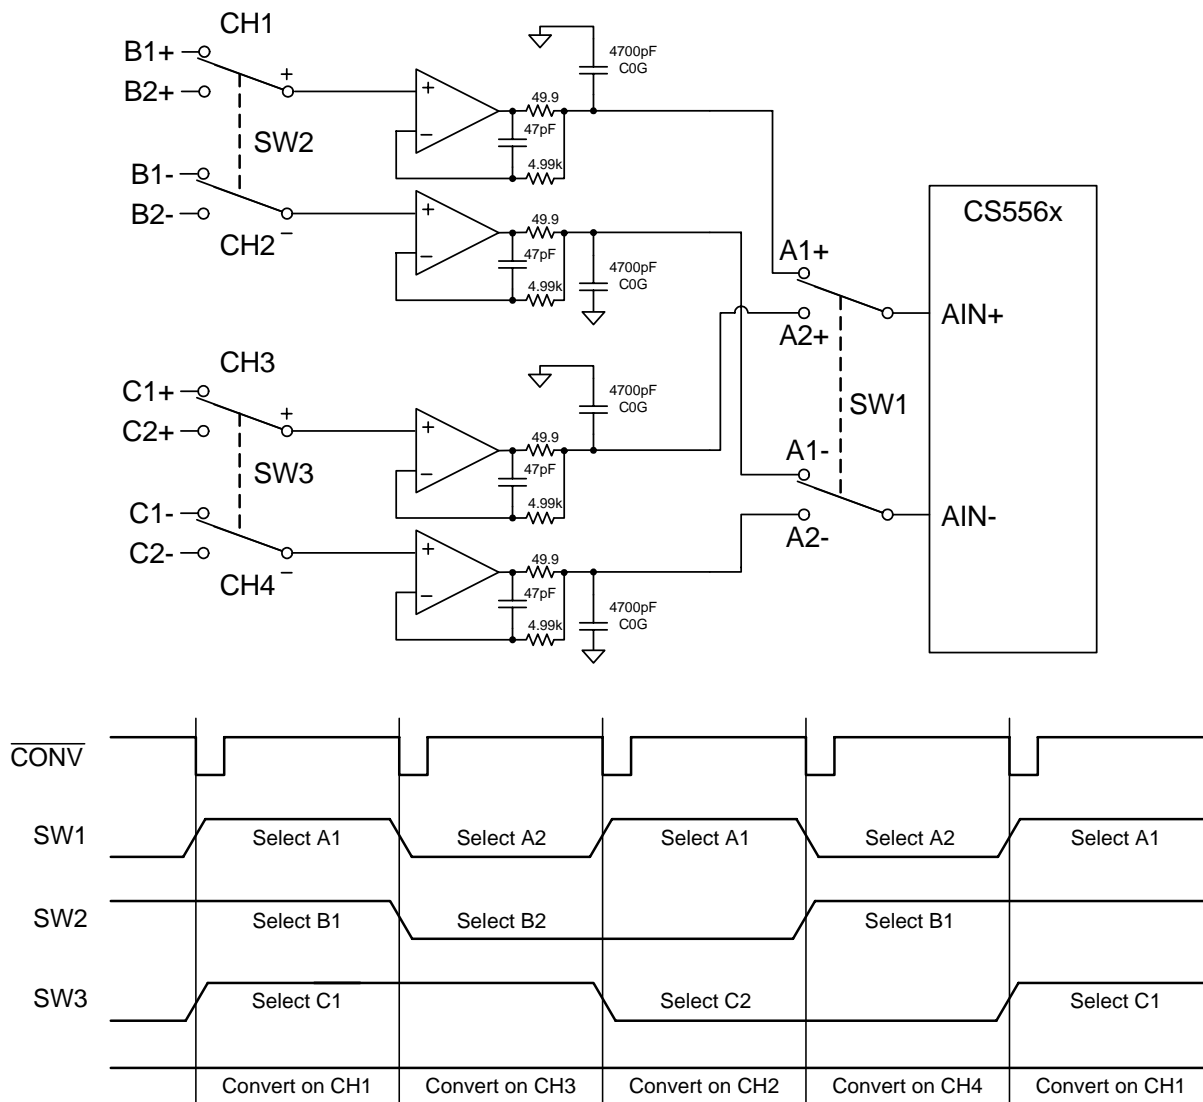 CH1
B1+
B2+
SW2
B1-
B2-
CH2
+
−
+
−
49.9
47pF
4.99k
4700pF
C0G
+
−
49.9
47pF
4.99k
4700pF
C0G
CH3
C1+
C2+
SW3
C1-
C2-
CH4
+
−
+
−
49.9
47pF
4.99k
4700pF
C0G
+
−
49.9
47pF
4.99k
4700pF
C0G
A1+
A2+
SW1
A1-
A2-
CS556x
AIN+
AIN-
CONV
SW1 Select A1 Select A2 Select A1 Select A2 Select A1
SW2 Select B1 Select B2 Select B1
SW3 Select C1 Select C2 Select C1
Convert on CH1 Convert on CH3 Convert on CH2 Convert on CH4 Convert on CH1